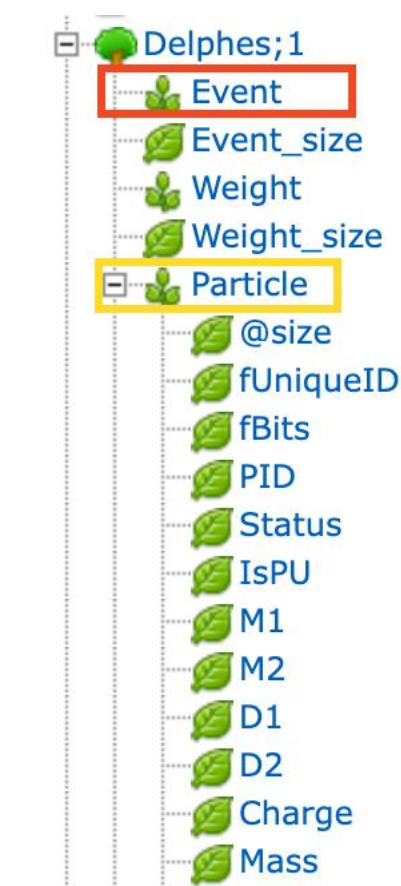 Delphes;1
Event
Event_size
Weight
Weight_size
Particle
@size
fUniqueID
fBits
PID
Status
IsPU
M1
M2
D1
D2
Charge
Mass